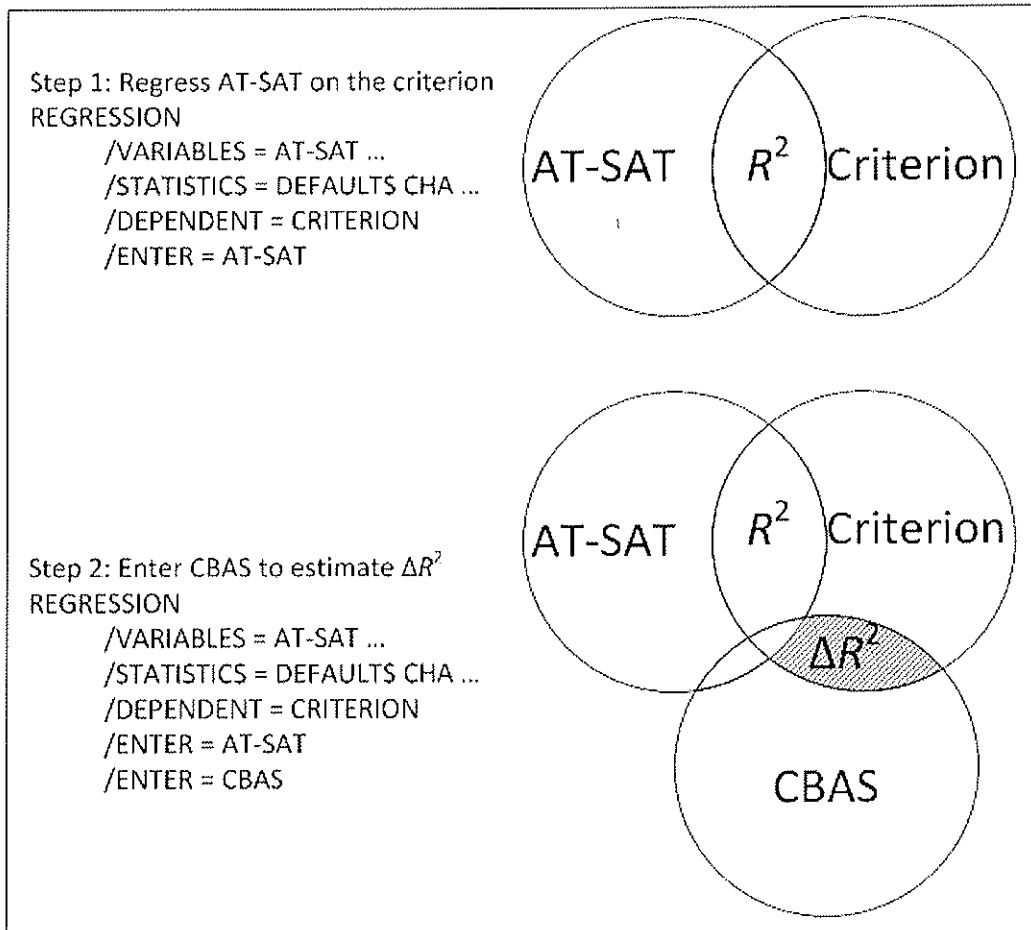 Step 1: Regress AT-SAT on the criterion
REGRESSION
/VARIABLES = AT-SAT ...
/STATISTICS = DEFAULTS CHA ...
/DEPENDENT = CRITERION
/ENTER = AT-SAT
AT-SAT
R²
Criterion
Step 2: Enter CBAS to estimate ΔR²
REGRESSION
/VARIABLES = AT-SAT ...
/STATISTICS = DEFAULTS CHA ...
/DEPENDENT = CRITERION
/ENTER = AT-SAT
/ENTER = CBAS
AT-SAT
R²
Criterion
ΔR²
CBAS